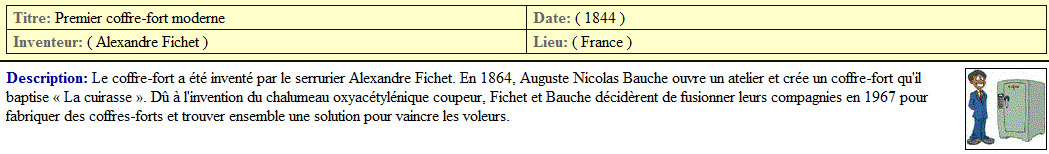 Titre: Premier coffre-fort moderne
Date: ( 1844 )
Inventeur: ( Alexandre Fichet )
Lieu: ( France )
Description: Le coffre-fort a été inventé par le serrurier Alexandre Fichet. En 1864, Auguste Nicolas Bauche ouvre un atelier et crée un coffre-fort qu'il
baptise « La cuirasse ». Dû à l'invention du chalumeau oxyacétylénique coupeur, Fichet et Bauche décidèrent de fusionner leurs compagnies en 1967 pour
fabriquer des coffres-forts et trouver ensemble une solution pour vaincre les voleurs.